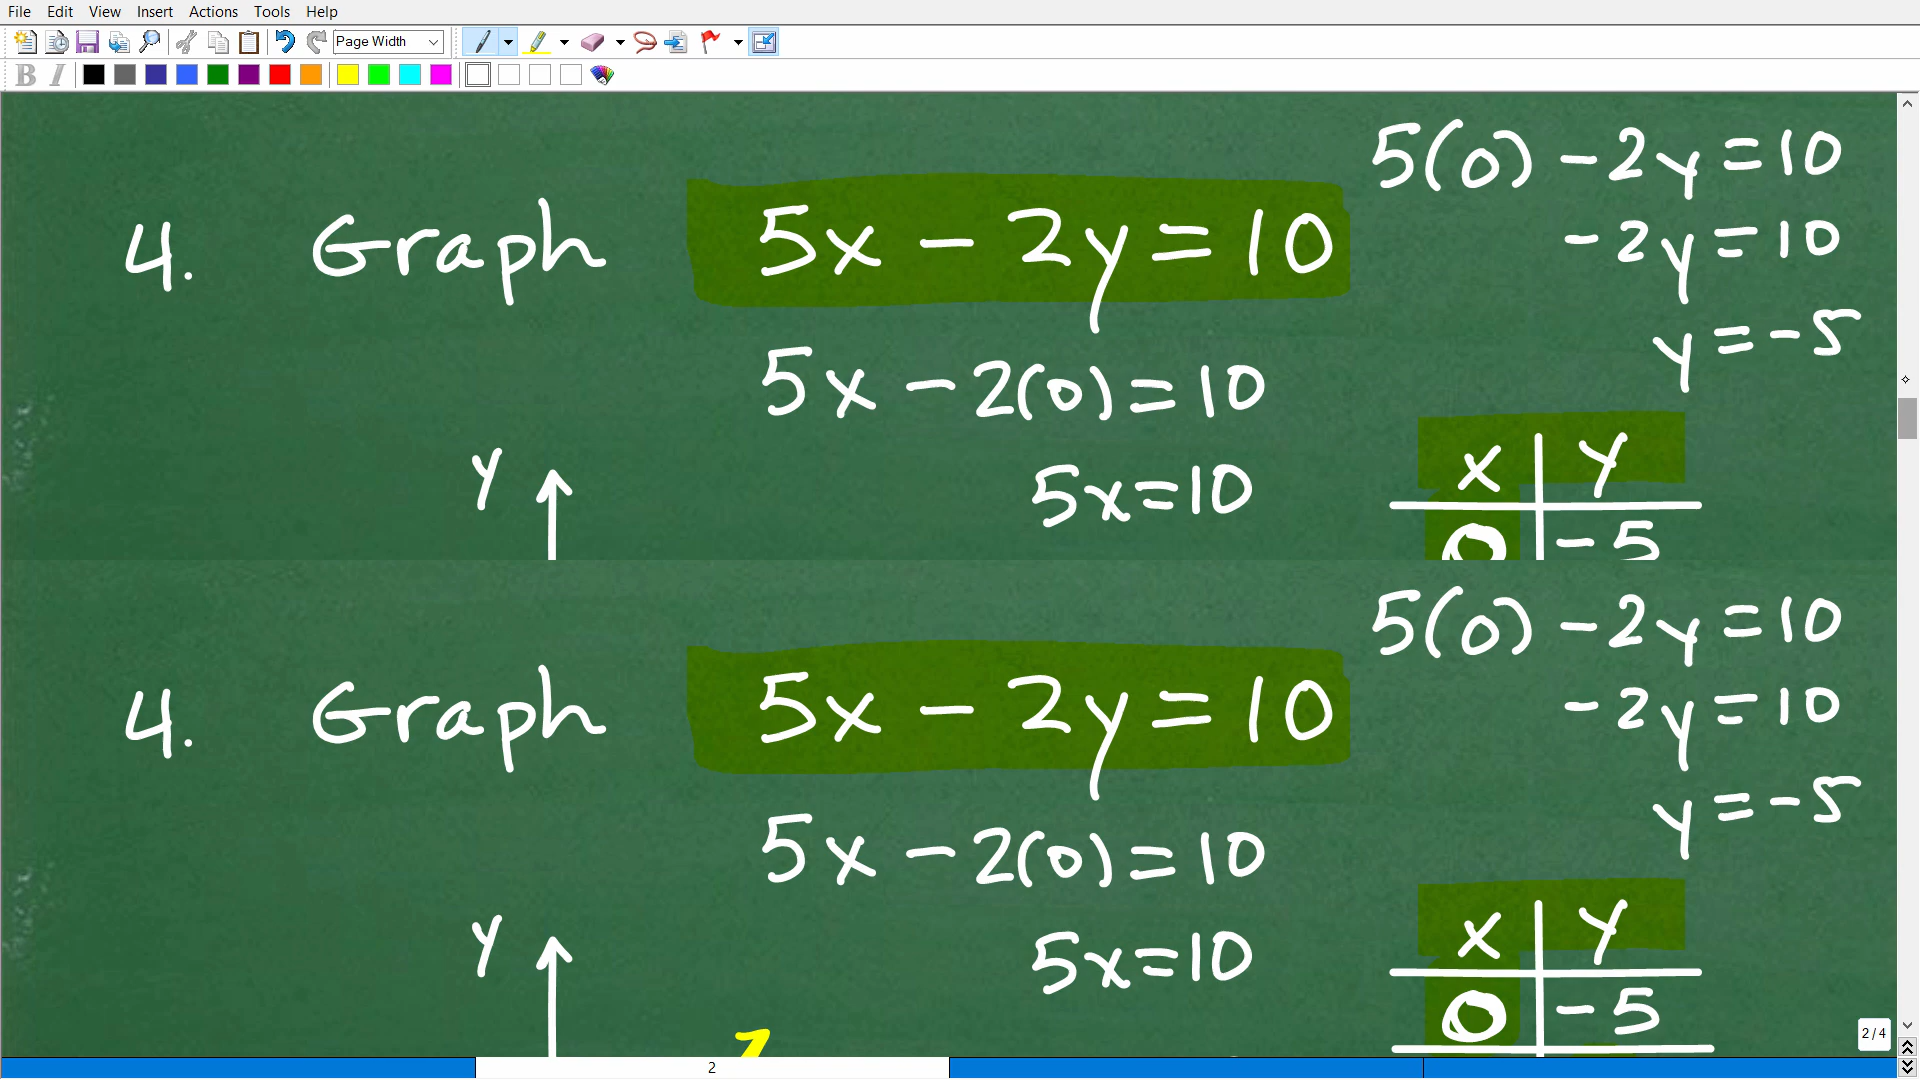 File Edit View Insert Actions Tools Help
Page Width
B I
5(0) - 2y = 10
4. Graph 5x - 2y = 10
-2y = 10
y = -5
5x - 2(0) = 10
x y
y
5x = 10
0 -5
5(0) - 2y = 10
4. Graph 5x - 2y = 10
-2y = 10
y = -5
5x - 2(0) = 10
x y
y
5x = 10
0 -5
2 / 4
2